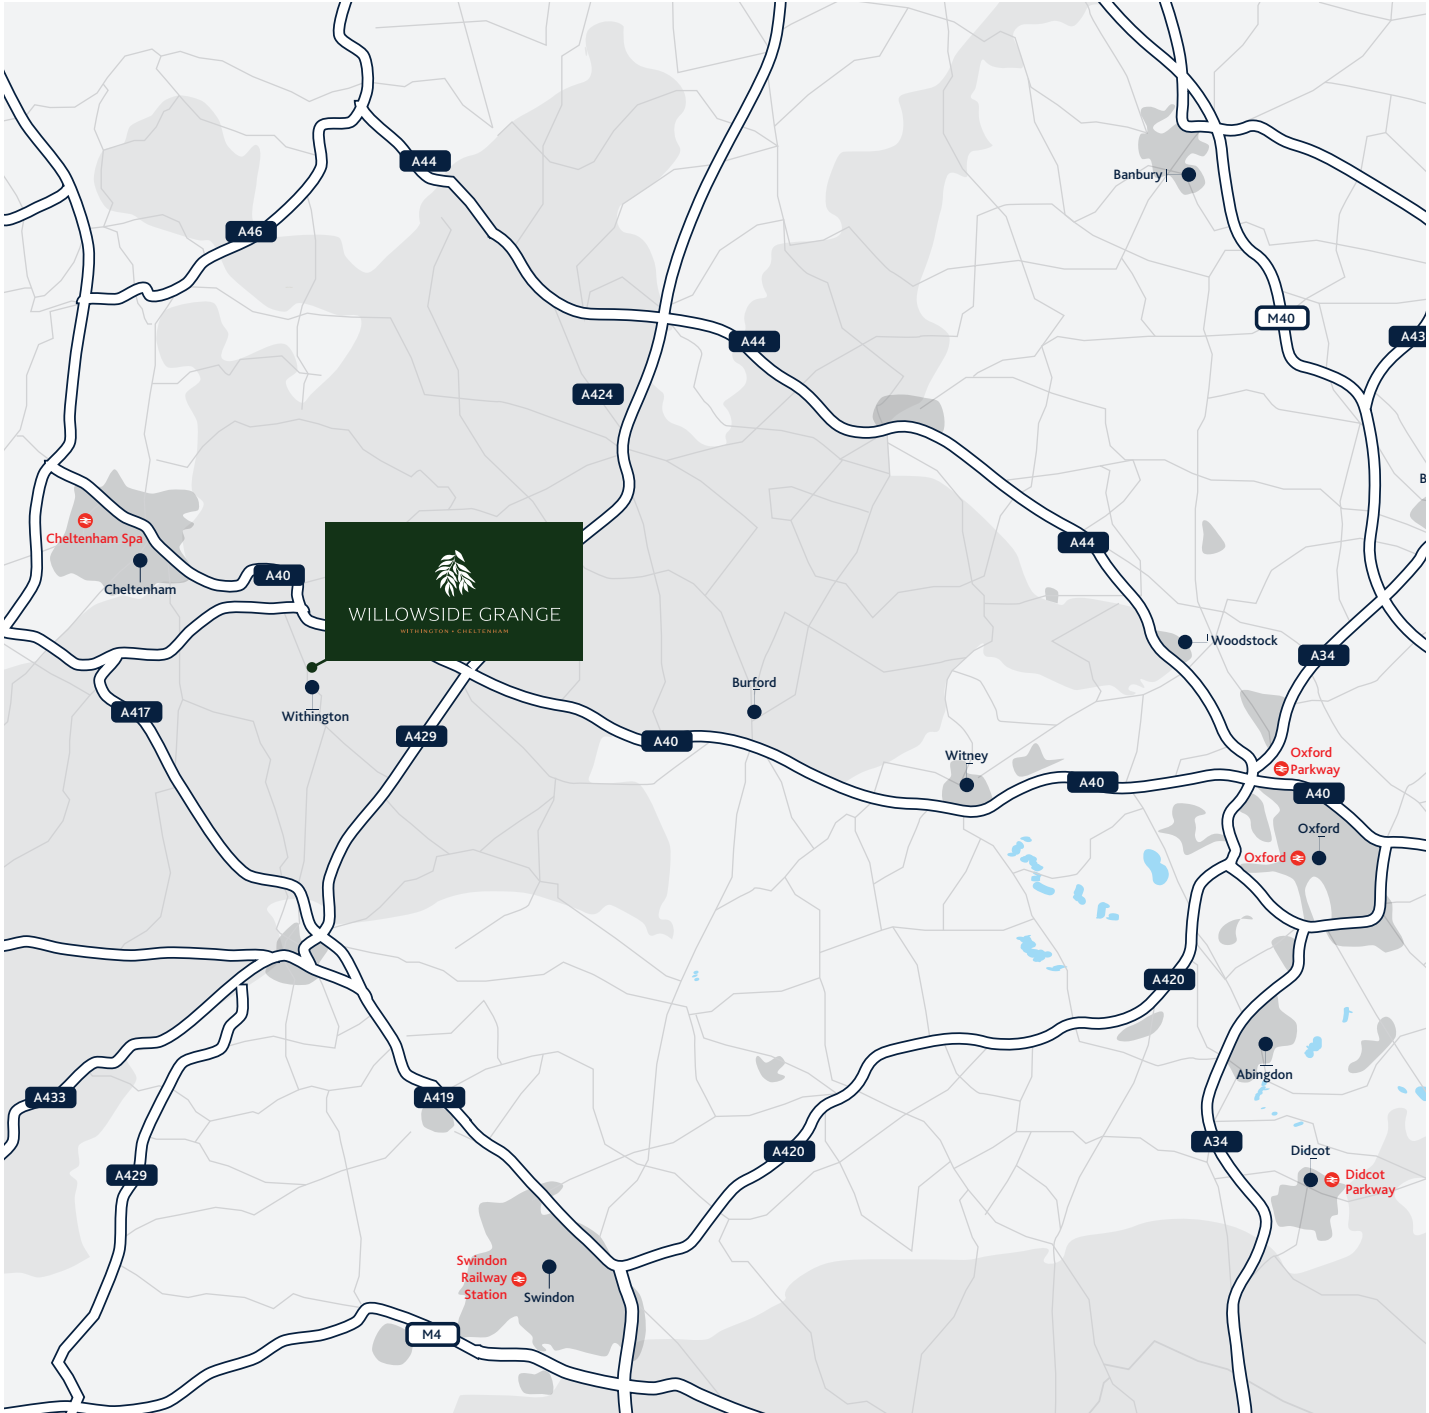 A44
Banbury
A46
M40
A43
A44
A424
B
Cheltenham Spa
A44
A40
Cheltenham
WILLOWSIDE GRANGE
WITHINGTON • CHELTENHAM
Woodstock
A34
Burford
A417
Withington
A429
A40
Witney
Oxford
Parkway
A40
A40
Oxford
Oxford
A420
Abingdon
A433
A419
A34
A420
Didcot
A429
Didcot
Parkway
Swindon
Railway
Station
Swindon
M4